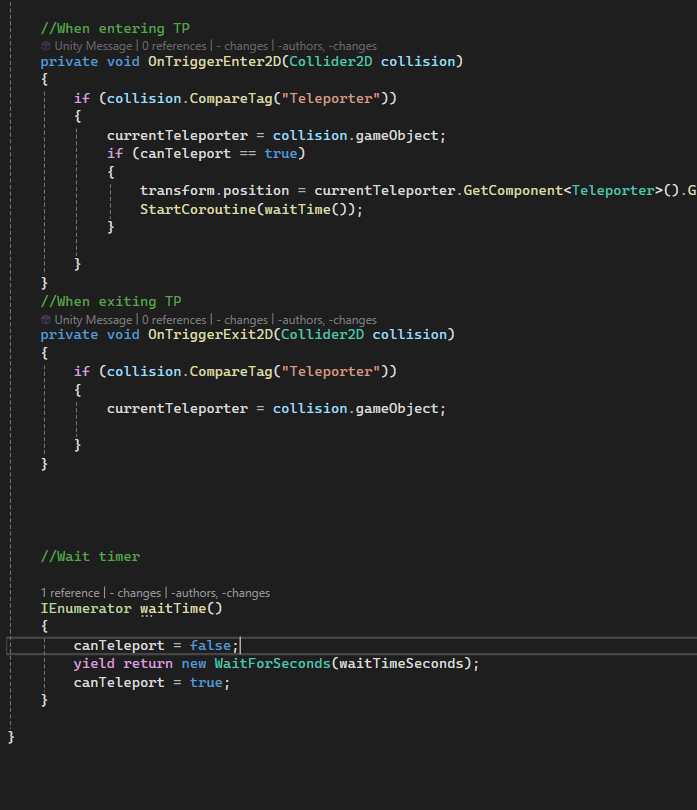 //When entering TP
Unity Message | 0 references | - changes | -authors, -changes
private void OnTriggerEnter2D(Collider2D collision)
{
if (collision.CompareTag("Teleporter"))
{
currentTeleporter = collision.gameObject;
if (canTeleport == true)
{
transform.position = currentTeleporter.GetComponent<Teleporter>().G
StartCoroutine(waitTime());
}
}
}
//When exiting TP
Unity Message | 0 references | - changes | -authors, -changes
private void OnTriggerExit2D(Collider2D collision)
{
if (collision.CompareTag("Teleporter"))
{
currentTeleporter = collision.gameObject;
}
}
//Wait timer
1 reference | - changes | -authors, -changes
IEnumerator waitTime()
{
canTeleport = false;
yield return new WaitForSeconds(waitTimeSeconds);
canTeleport = true;
}
}